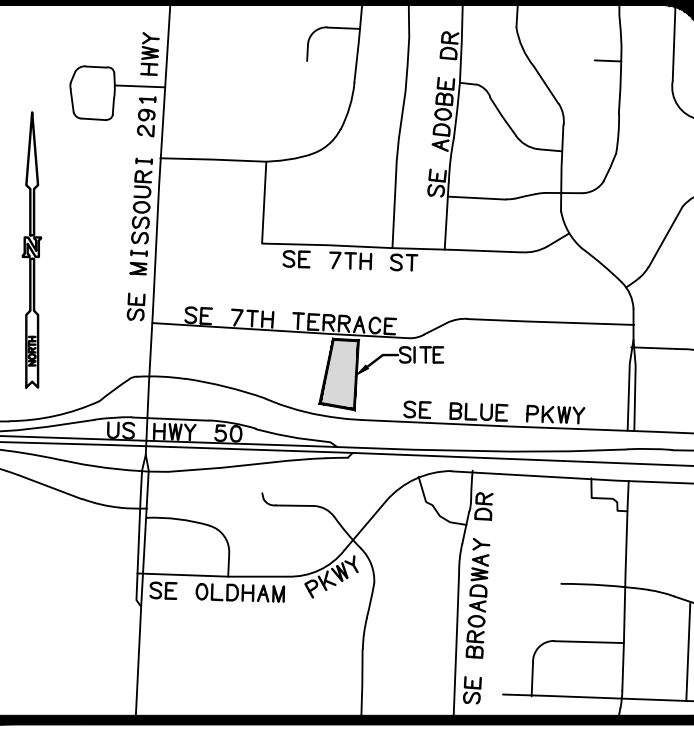 SE MISSOURI 291 HWY
SE ADOBE DR
N
NORTH
SE 7TH ST
SE 7TH TERRACE
SITE
SE BLUE PKWY
US HWY 50
SE OLDHAM PKWY
SE BROADWAY DR